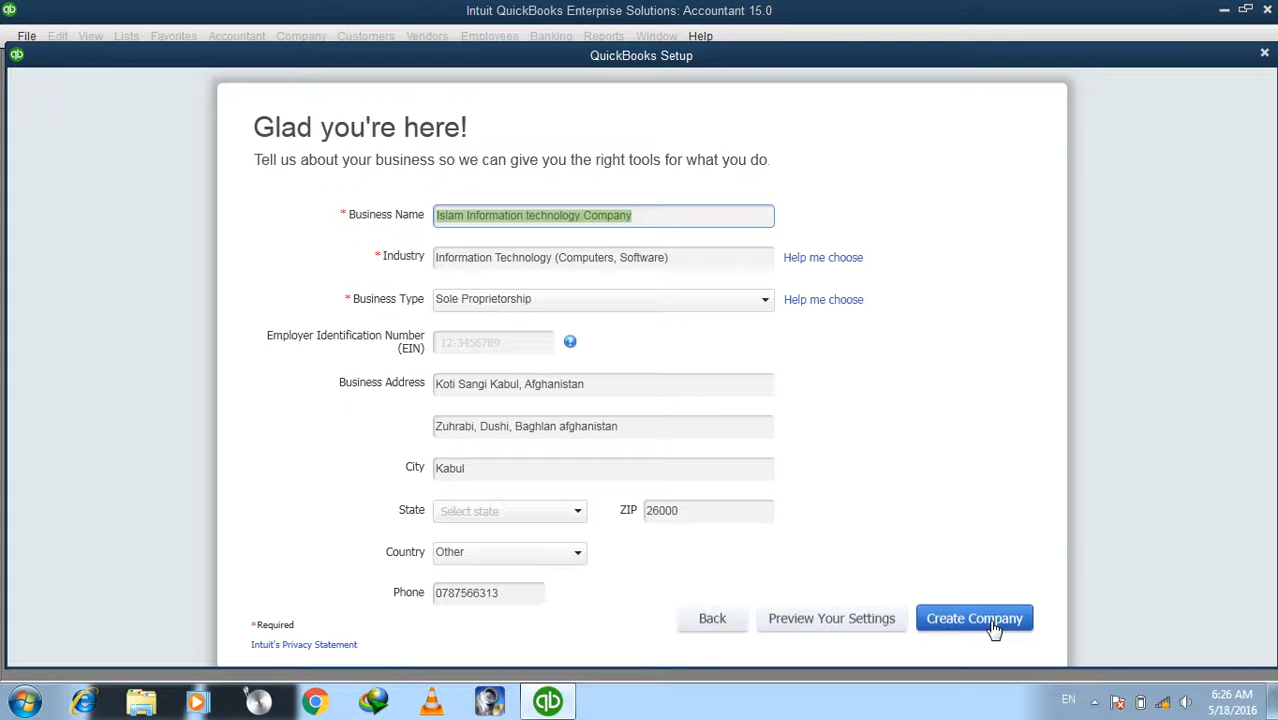 Intuit QuickBooks Enterprise Solutions: Accountant 15.0
File Edit View Lists Favorites Accountant Company Customers Vendors Employees Banking Reports Window Help
QuickBooks Setup
Glad you're here!
Tell us about your business so we can give you the right tools for what you do.
* Business Name Islam Information technology Company
* Industry Information Technology (Computers, Software) Help me choose
* Business Type Sole Proprietorship Help me choose
Employer Identification Number
(EIN) 12-3456789
Business Address Koti Sangi Kabul, Afghanistan
Zuhrabi, Dushi, Baghlan afghanistan
City Kabul
State Select state ZIP 26000
Country Other
Phone 0787566313
Back Preview Your Settings Create Company
*Required
Intuit's Privacy Statement
EN 6:26 AM
5/18/2016